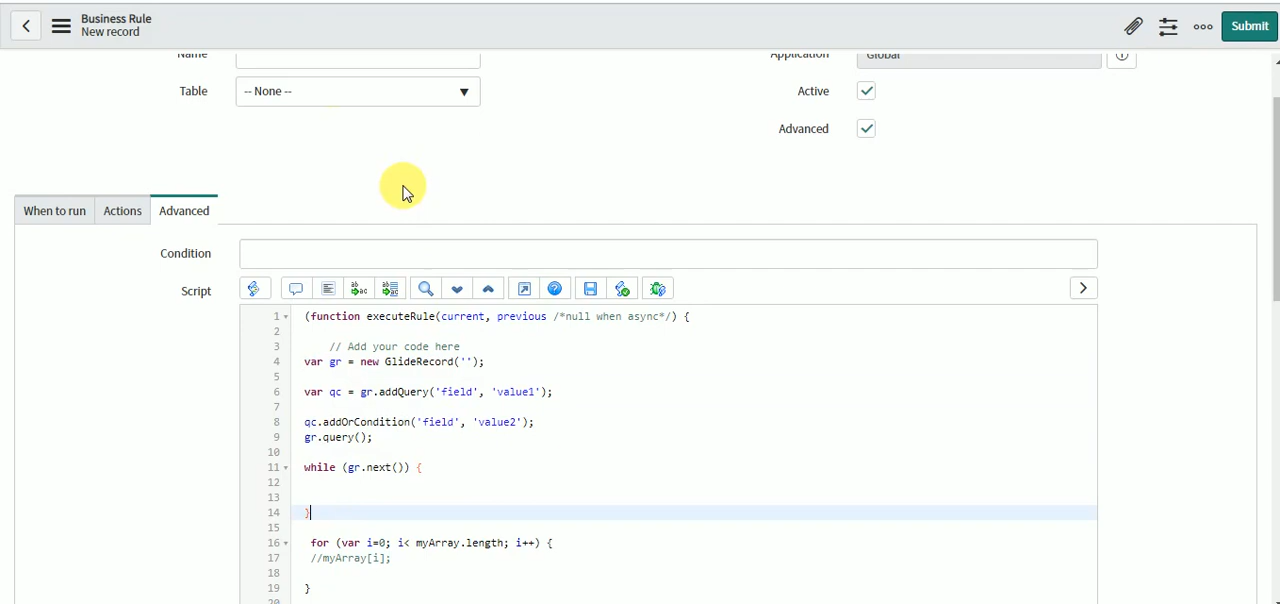 Business Rule
New record
Submit
Name
Application
Global
Table
-- None --
Active
Advanced
When to run
Actions
Advanced
Condition
Script
1 (function executeRule(current, previous /*null when async*/) {
2
3 // Add your code here
4 var gr = new GlideRecord('');
5
6 var qc = gr.addQuery('field', 'value1');
7
8 qc.addOrCondition('field', 'value2');
9 gr.query();
10
11 while (gr.next()) {
12
13
14 }
15
16 for (var i=0; i< myArray.length; i++) {
17 //myArray[i];
18
19 }
20